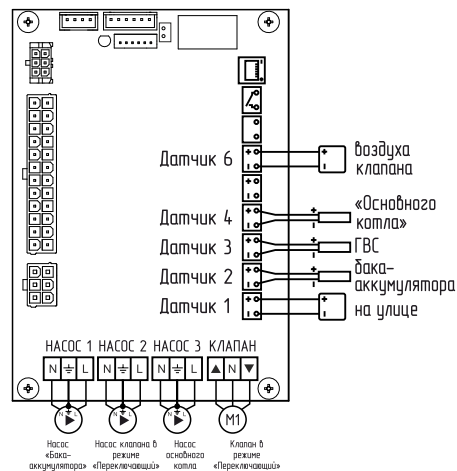 Датчик 6
воздуха
клапана
Датчик 4
«Основного
котла»
Датчик 3
ГВС
Датчик 2
бака-
аккумулятора
Датчик 1
на улице
НАСОС 1 НАСОС 2 НАСОС 3 КЛАПАН
N L N L N L N
N L N L N L M1
Насос
«Бака-
аккумулятора»
Насос клапана в
режиме
«Переключающий»
Насос
основного
котла
Клапан в
режиме
«Переключающий»